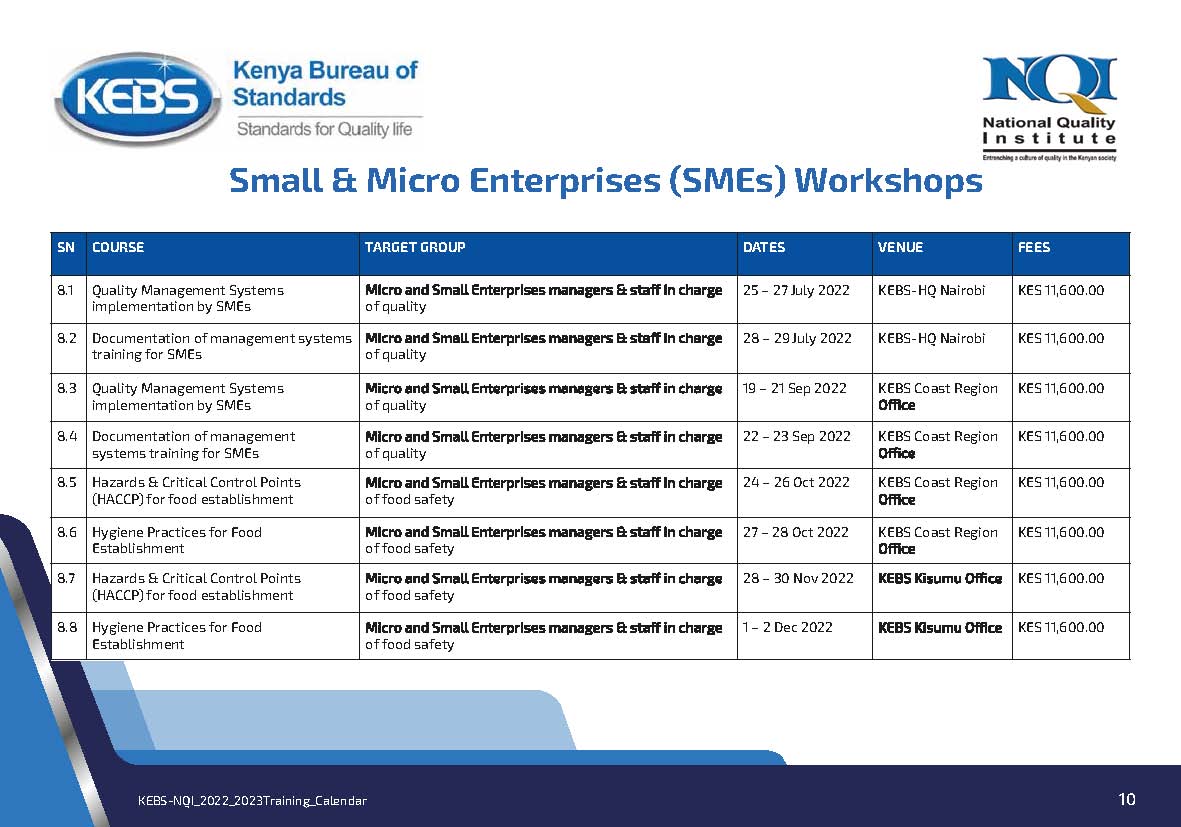 KEBS
Kenya Bureau of
Standards
Standards for Quality life
NQI
National Quality
Institute
Entrenching a culture of quality in the Kenyan society
Small & Micro Enterprises (SMEs) Workshops
SN COURSE TARGET GROUP DATES VENUE FEES
8.1 Quality Management Systems Micro and Small Enterprises managers & staff in charge 25 – 27 July 2022 KEBS-HQ Nairobi KES 11,600.00
implementation by SMEs of quality
8.2 Documentation of management systems Micro and Small Enterprises managers & staff in charge 28 – 29 July 2022 KEBS-HQ Nairobi KES 11,600.00
training for SMEs of quality
8.3 Quality Management Systems Micro and Small Enterprises managers & staff in charge 19 – 21 Sep 2022 KEBS Coast Region KES 11,600.00
implementation by SMEs of quality Office
8.4 Documentation of management Micro and Small Enterprises managers & staff in charge 22 – 23 Sep 2022 KEBS Coast Region KES 11,600.00
systems training for SMEs of quality Office
8.5 Hazards & Critical Control Points Micro and Small Enterprises managers & staff in charge 24 – 26 Oct 2022 KEBS Coast Region KES 11,600.00
(HACCP) for food establishment of food safety Office
8.6 Hygiene Practices for Food Micro and Small Enterprises managers & staff in charge 27 – 28 Oct 2022 KEBS Coast Region KES 11,600.00
Establishment of food safety Office
8.7 Hazards & Critical Control Points Micro and Small Enterprises managers & staff in charge 28 – 30 Nov 2022 KEBS Kisumu Office KES 11,600.00
(HACCP) for food establishment of food safety
8.8 Hygiene Practices for Food Micro and Small Enterprises managers & staff in charge 1 – 2 Dec 2022 KEBS Kisumu Office KES 11,600.00
Establishment of food safety
KEBS-NQI_2022_2023Training_Calendar 10